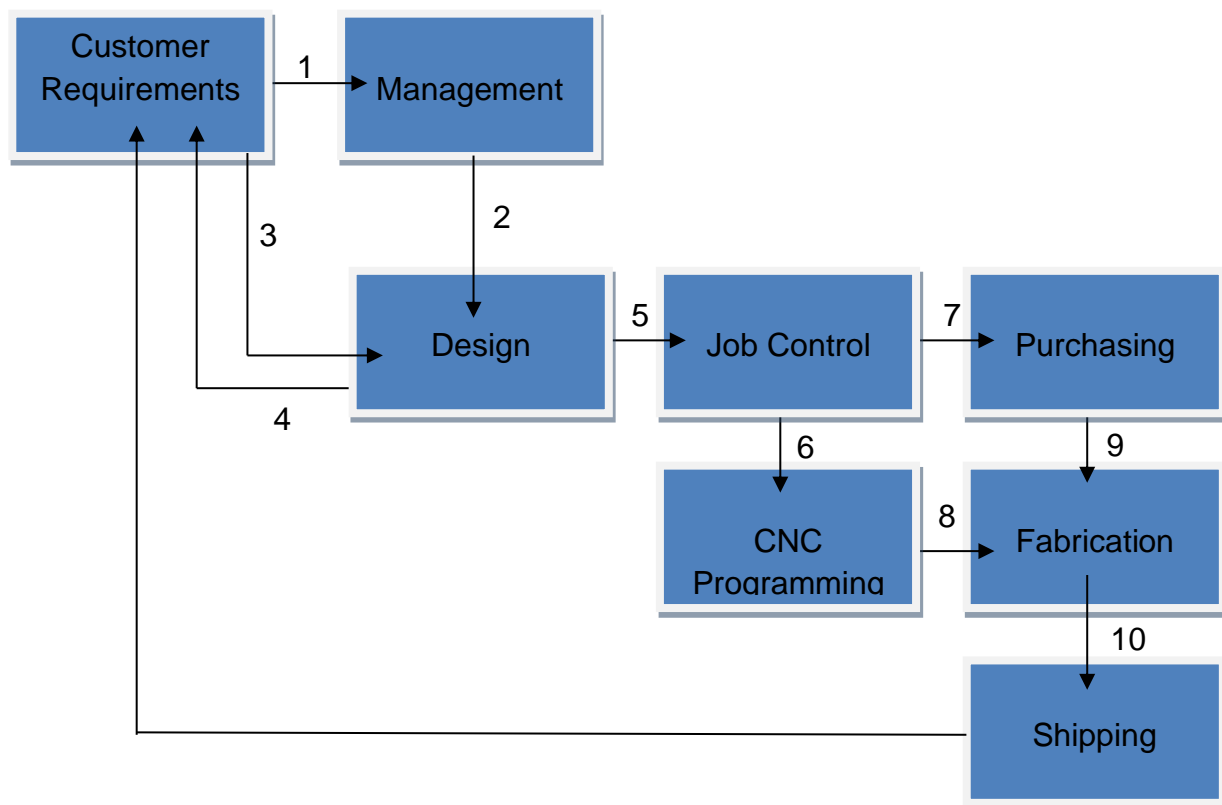 Customer
Requirements
1
Management
2
3
Design
5
Job Control
7
Purchasing
4
6
9
CNC
Programming
8
Fabrication
10
Shipping